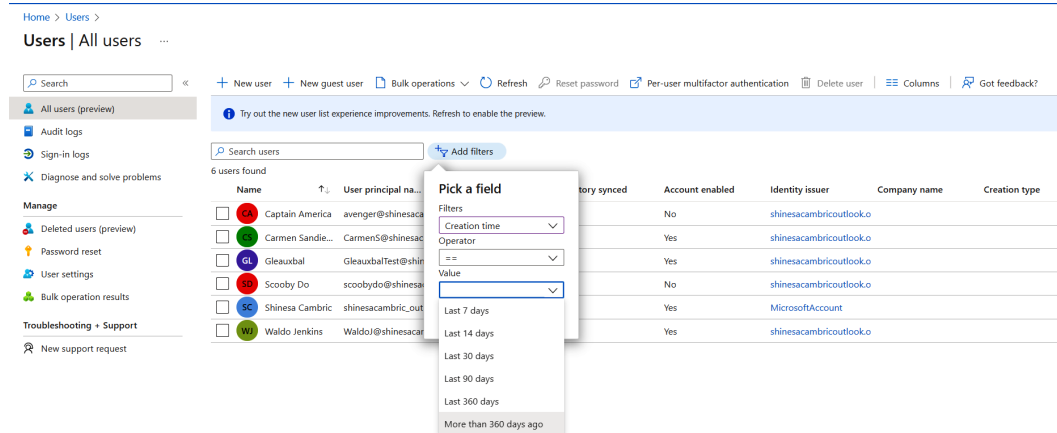 Home > Users >
Users | All users ...
Search «
All users (preview)
Audit logs
Sign-in logs
Diagnose and solve problems
Manage
Deleted users (preview)
Password reset
User settings
Bulk operation results
Troubleshooting + Support
New support request
+ New user + New guest user Bulk operations Refresh Reset password Per-user multifactor authentication Delete user Columns Got feedback?
Try out the new user list experience improvements. Refresh to enable the preview.
Search users Add filters
6 users found
Name ↑↓ User principal na... tory synced Account enabled Identity issuer Company name Creation type
CA Captain America avenger@shinesaca No shinesacambricoutlook.o
CS Carmen Sandie... CarmenS@shinesac Yes shinesacambricoutlook.o
GL Gleauxbal GleauxbalTest@shin Yes shinesacambricoutlook.o
SD Scooby Do scoobydo@shinesa No shinesacambricoutlook.o
SC Shinesa Cambric shinesacambric_out Yes MicrosoftAccount
WJ Waldo Jenkins WaldoJ@shinesacar Yes shinesacambricoutlook.o
Pick a field
Filters
Creation time
Operator
==
Value
Last 7 days
Last 14 days
Last 30 days
Last 90 days
Last 360 days
More than 360 days ago